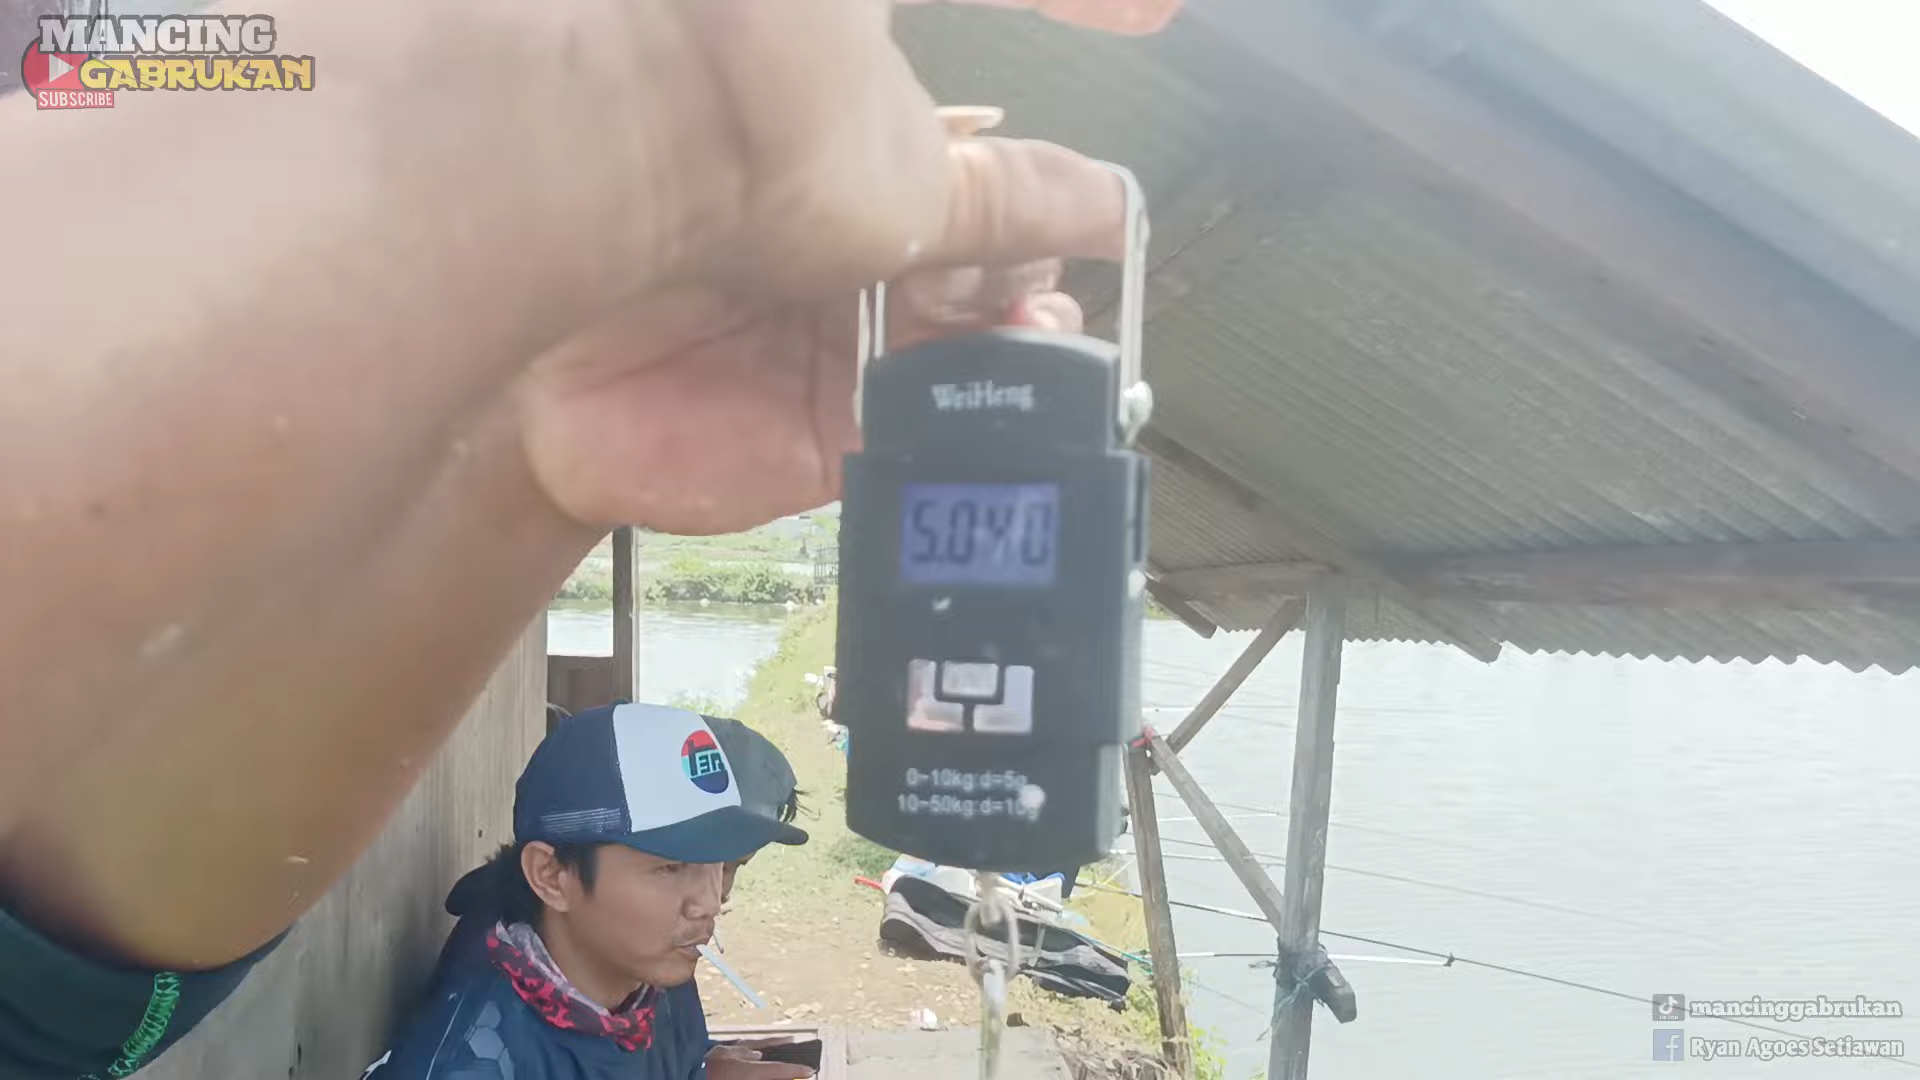 MANCING
GABRUKAN
SUBSCRIBE
WeiHeng
5.040
0~10kg:d=5g
10~50kg:d=10g
mancinggabrukan
Ryan Agoes Setiawan